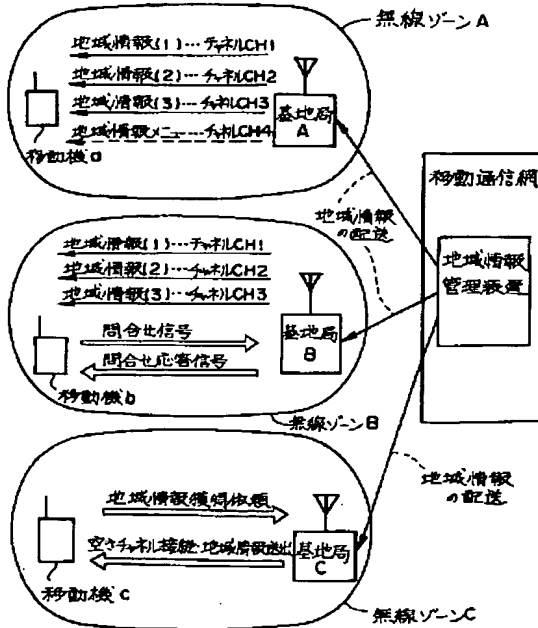 無線ゾーンA
地域情報(1)…チャネルCH1
地域情報(2)…チャネルCH2
地域情報(3)…チャネルCH3
地域情報メニュー…チャネルCH4
基地局
A
移動機a
移動通信網
地域情報
の配送
地域情報
管理装置
地域情報(1)…チャネルCH1
地域情報(2)…チャネルCH2
地域情報(3)…チャネルCH3
問合せ信号
問合せ応答信号
基地局
B
移動機b
無線ゾーンB
地域情報
の配送
地域情報獲得依頼
空きチャネル接続・地域情報送出
基地局
C
移動機c
無線ゾーンC